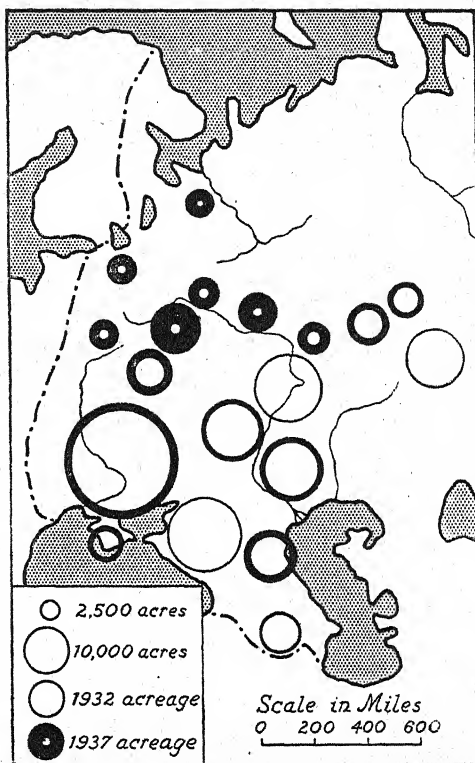 2,500 acres
10,000 acres
1932 acreage
1937 acreage
Scale in Miles
0 200 400 600